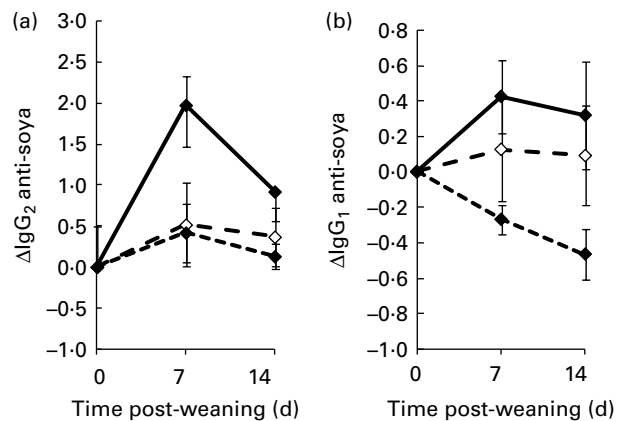 (a)
3·0
2·5
2·0
1·5
1·0
0·5
0·0
–0·5
–1·0
ΔIgG₂ anti-soya
0 7 14
Time post-weaning (d)
(b)
0·8
0·6
0·4
0·2
0·0
–0·2
–0·4
–0·6
–0·8
–1·0
ΔIgG₁ anti-soya
0 7 14
Time post-weaning (d)